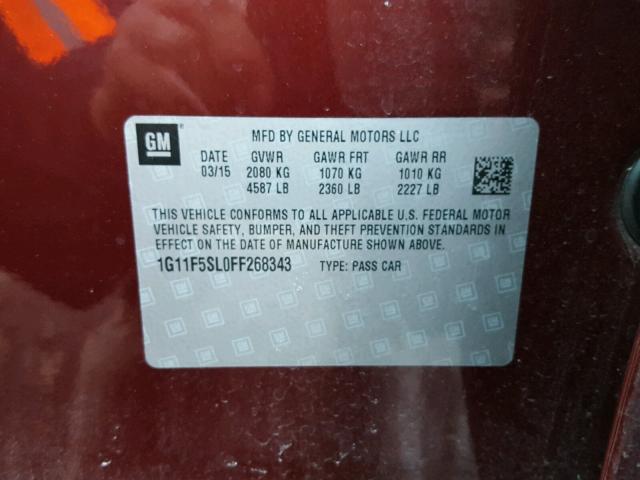 GM
MFD BY GENERAL MOTORS LLC
DATE GVWR GAWR FRT GAWR RR
03/15 2080 KG 1070 KG 1010 KG
4587 LB 2360 LB 2227 LB
THIS VEHICLE CONFORMS TO ALL APPLICABLE U.S. FEDERAL MOTOR
VEHICLE SAFETY, BUMPER, AND THEFT PREVENTION STANDARDS IN
EFFECT ON THE DATE OF MANUFACTURE SHOWN ABOVE.
1G11F5SL0FF268343 TYPE: PASS CAR